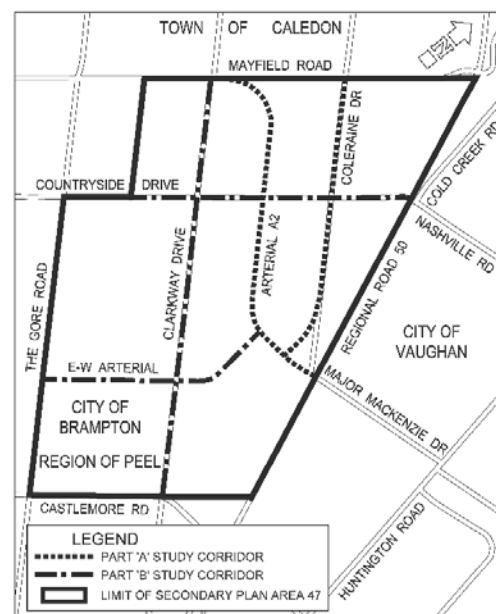 TOWN OF CALEDON
MAYFIELD ROAD
N
COLERAINE DR
COLD CREEK RD
COUNTRYSIDE DRIVE
NASHVILLE RD
CLARKWAY DRIVE
ARTERIAL A2
REGIONAL ROAD 50
THE GORE ROAD
CITY OF
VAUGHAN
E-W ARTERIAL
MAJOR MACKENZIE DR
CITY OF
BRAMPTON
REGION OF PEEL
CASTLEMORE RD
HUNTINGTON ROAD
LEGEND
PART 'A' STUDY CORRIDOR
PART 'B' STUDY CORRIDOR
LIMIT OF SECONDARY PLAN AREA 47